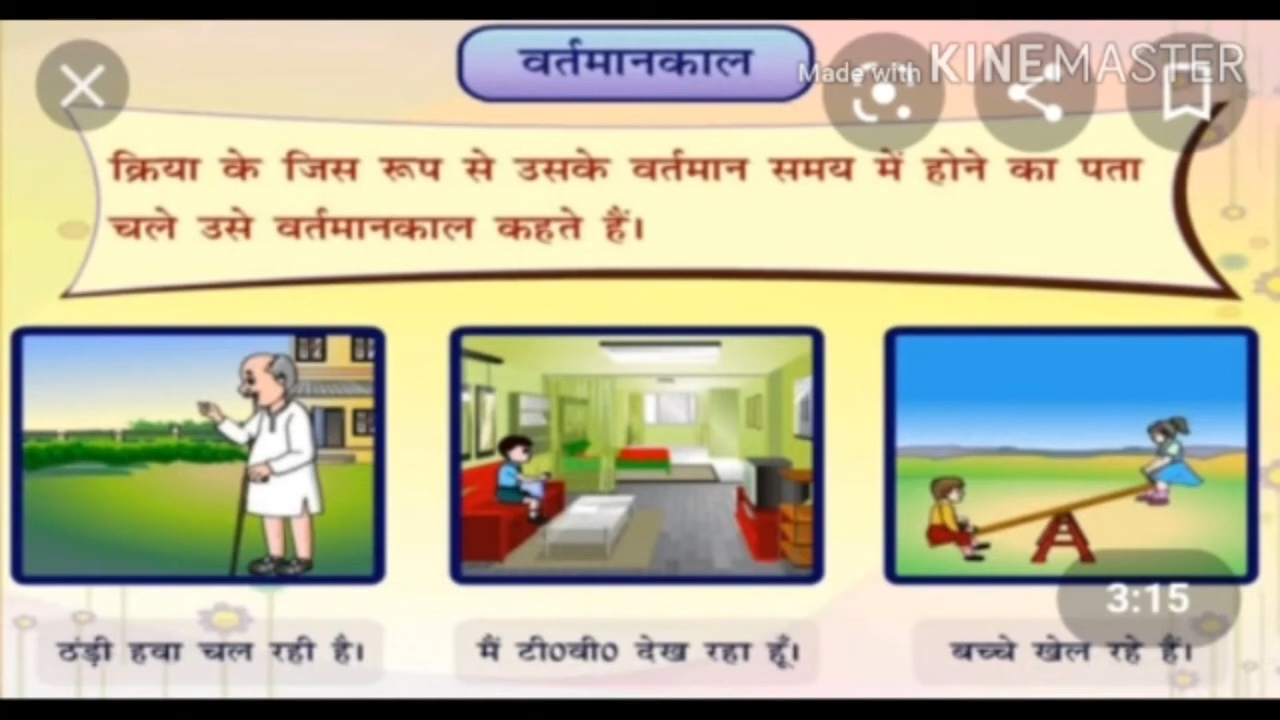 वर्तमानकाल
Made with KINEMASTER
क्रिया के जिस रूप से उसके वर्तमान समय में होने का पता
चले उसे वर्तमानकाल कहते हैं।
3:15
ठंड़ी हवा चल रही है।
मैं टी0वी0 देख रहा हूँ।
बच्चे खेल रहे हैं।